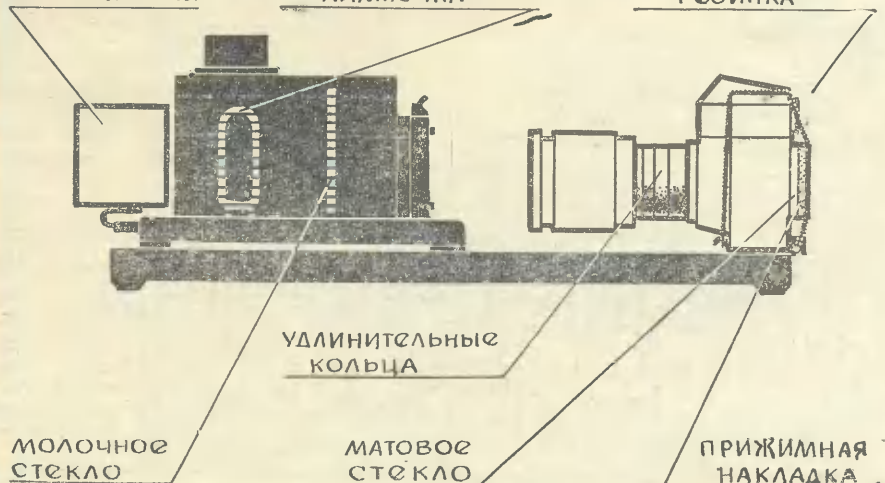 УДЛИНИТЕЛЬНЫЕ
КОЛЬЦА
МОЛОЧНОЕ
СТЕКЛО
МАТОВОЕ
СТЕКЛО
ПРИЖИМНАЯ
НАКЛАДКА